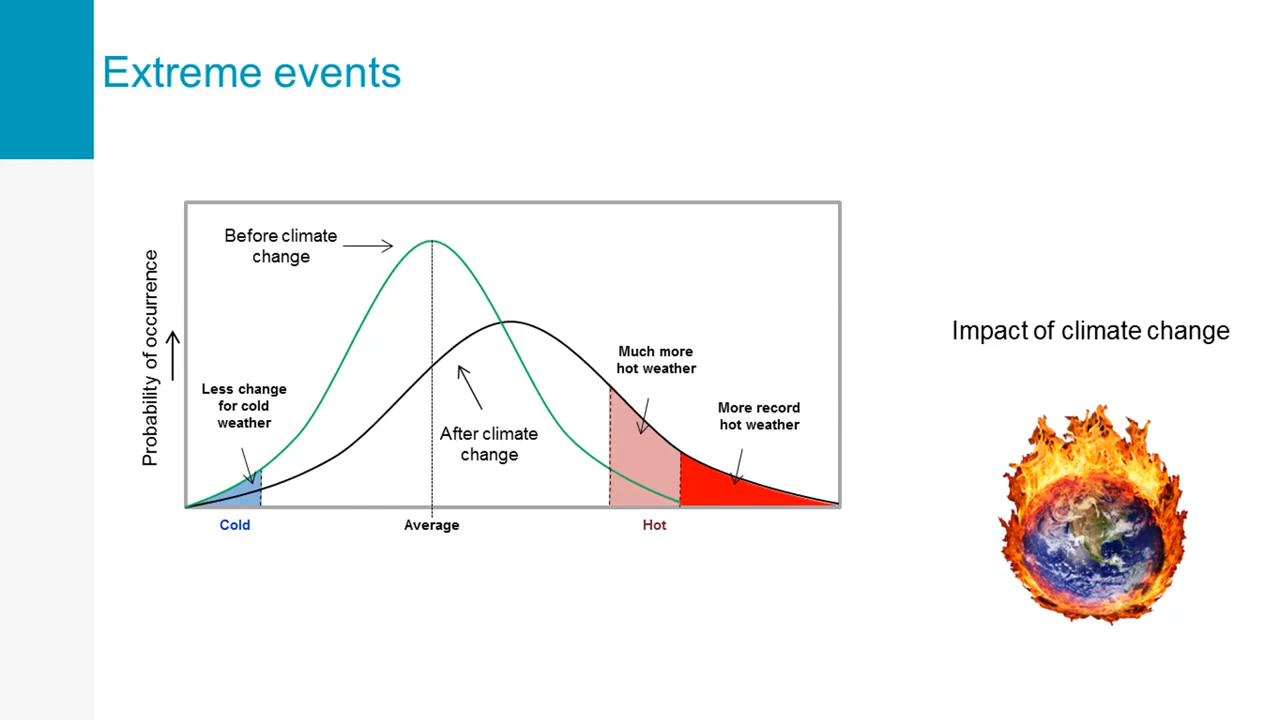 Extreme events
Before climate
change
Probability of occurrence
Less change
for cold
weather
After climate
change
Much more
hot weather
More record
hot weather
Cold
Average
Hot
Impact of climate change